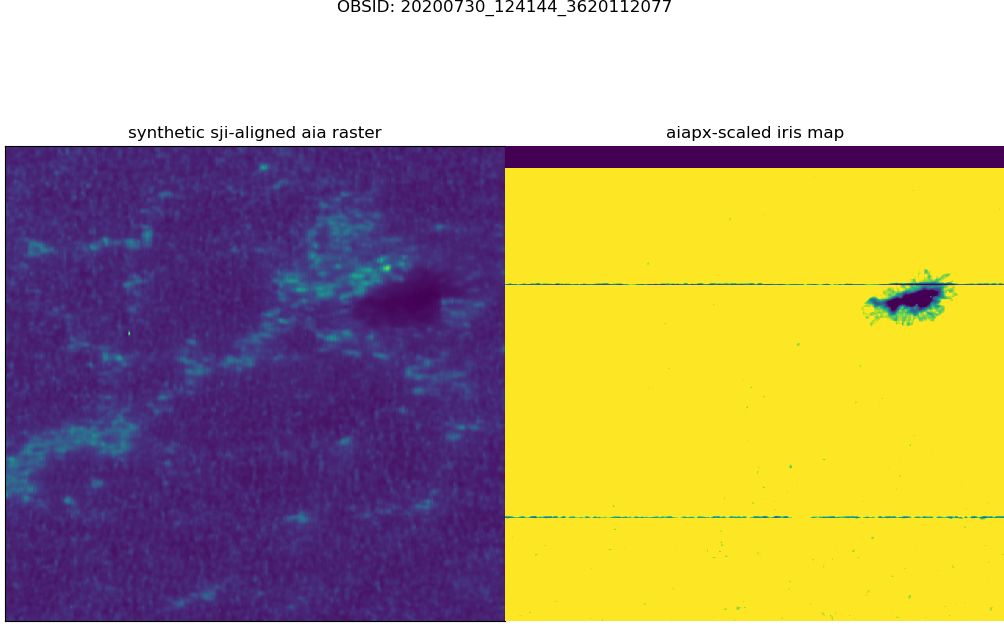 OBSID: 20200730_124144_3620112077
synthetic sji-aligned aia raster
aiapx-scaled iris map